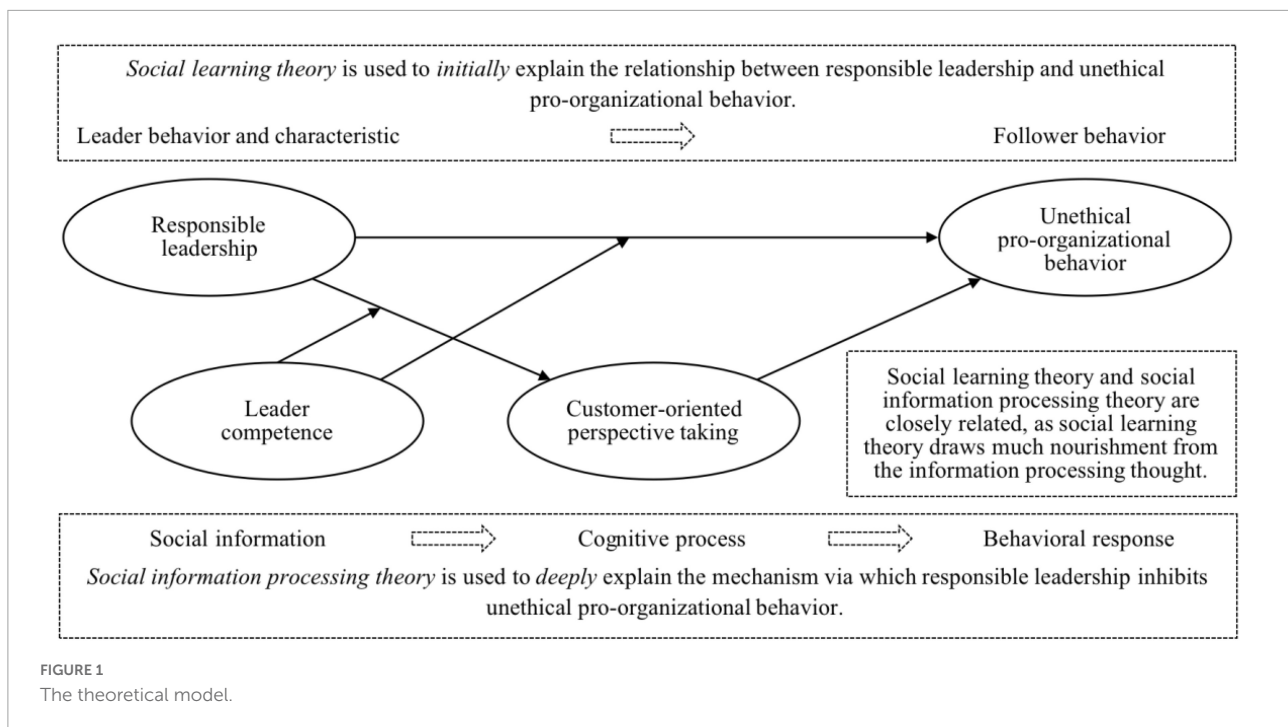 Social learning theory is used to initially explain the relationship between responsible leadership and unethical
pro-organizational behavior.
Leader behavior and characteristic
Follower behavior
Responsible
leadership
Unethical
pro-organizational
behavior
Leader
competence
Customer-oriented
perspective taking
Social learning theory and social
information processing theory are
closely related, as social learning
theory draws much nourishment from
the information processing thought.
Social information
Cognitive process
Behavioral response
Social information processing theory is used to deeply explain the mechanism via which responsible leadership inhibits
unethical pro-organizational behavior.
FIGURE 1
The theoretical model.